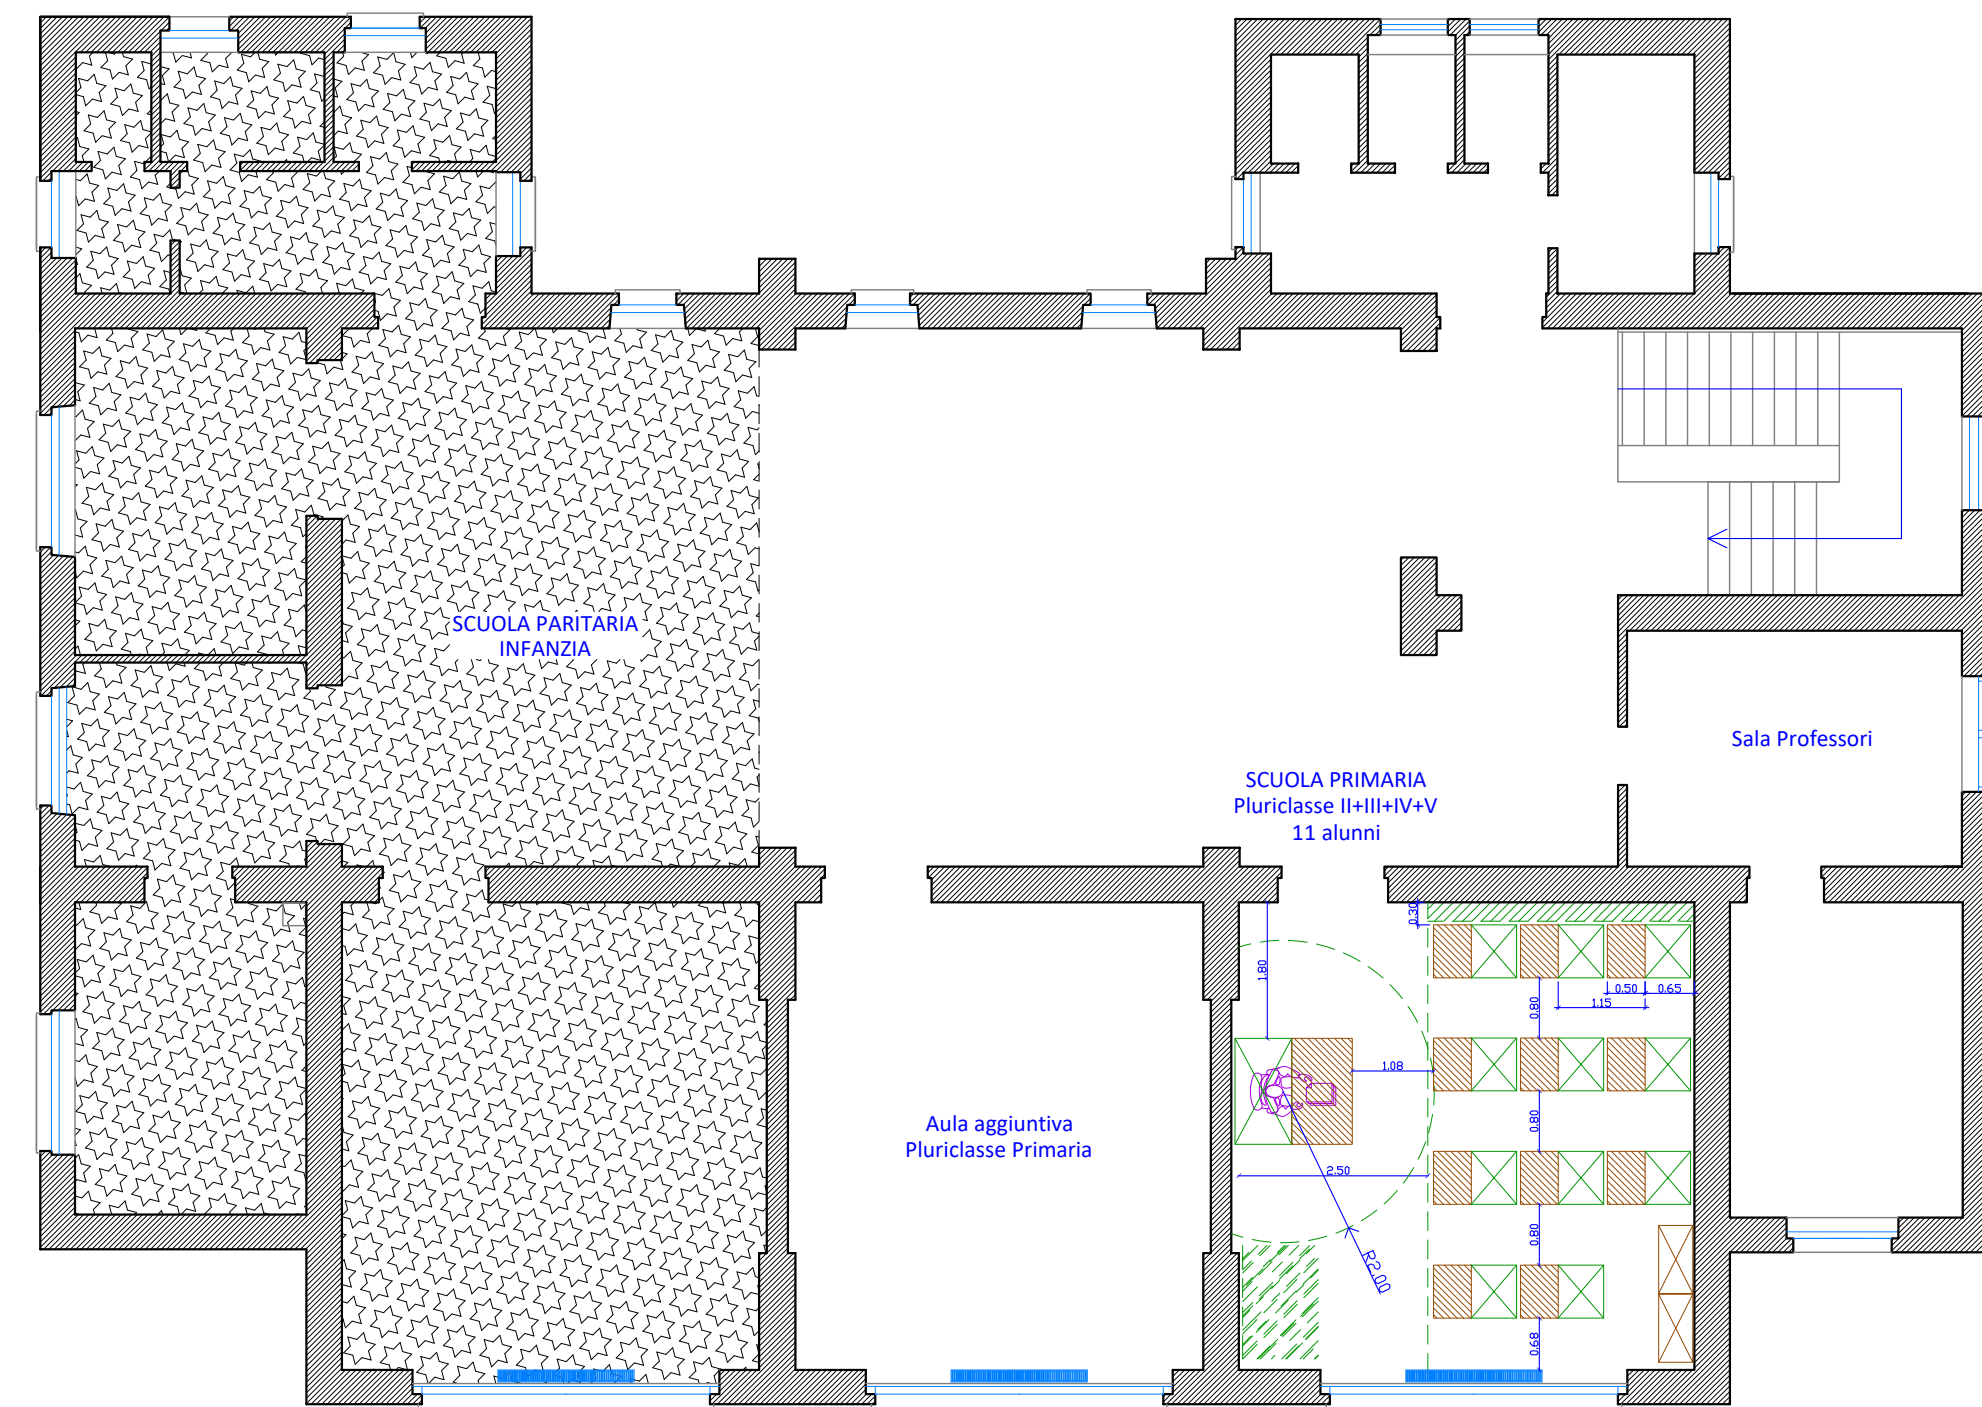 SCUOLA PARITARIA
INFANZIA
Sala Professori
SCUOLA PRIMARIA
Pluriclasse II+III+IV+V
11 alunni
Aula aggiuntiva
Pluriclasse Primaria
0.30
1.80
0.80
0.50
0.65
1.15
1.08
0.80
2.50
0.80
R2.00
0.68